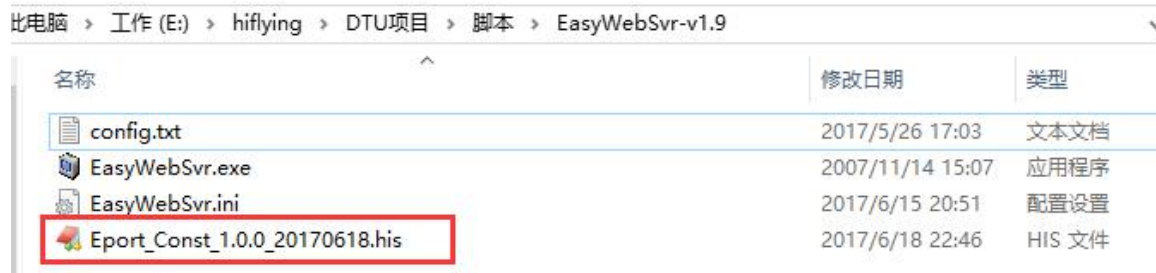 此电脑 > 工作 (E:) > hiflying > DTU项目 > 脚本 > EasyWebSvr-v1.9
名称 修改日期 类型
config.txt 2017/5/26 17:03 文本文档
EasyWebSvr.exe 2007/11/14 15:07 应用程序
EasyWebSvr.ini 2017/6/15 20:51 配置设置
Eport_Const_1.0.0_20170618.his 2017/6/18 22:46 HIS 文件